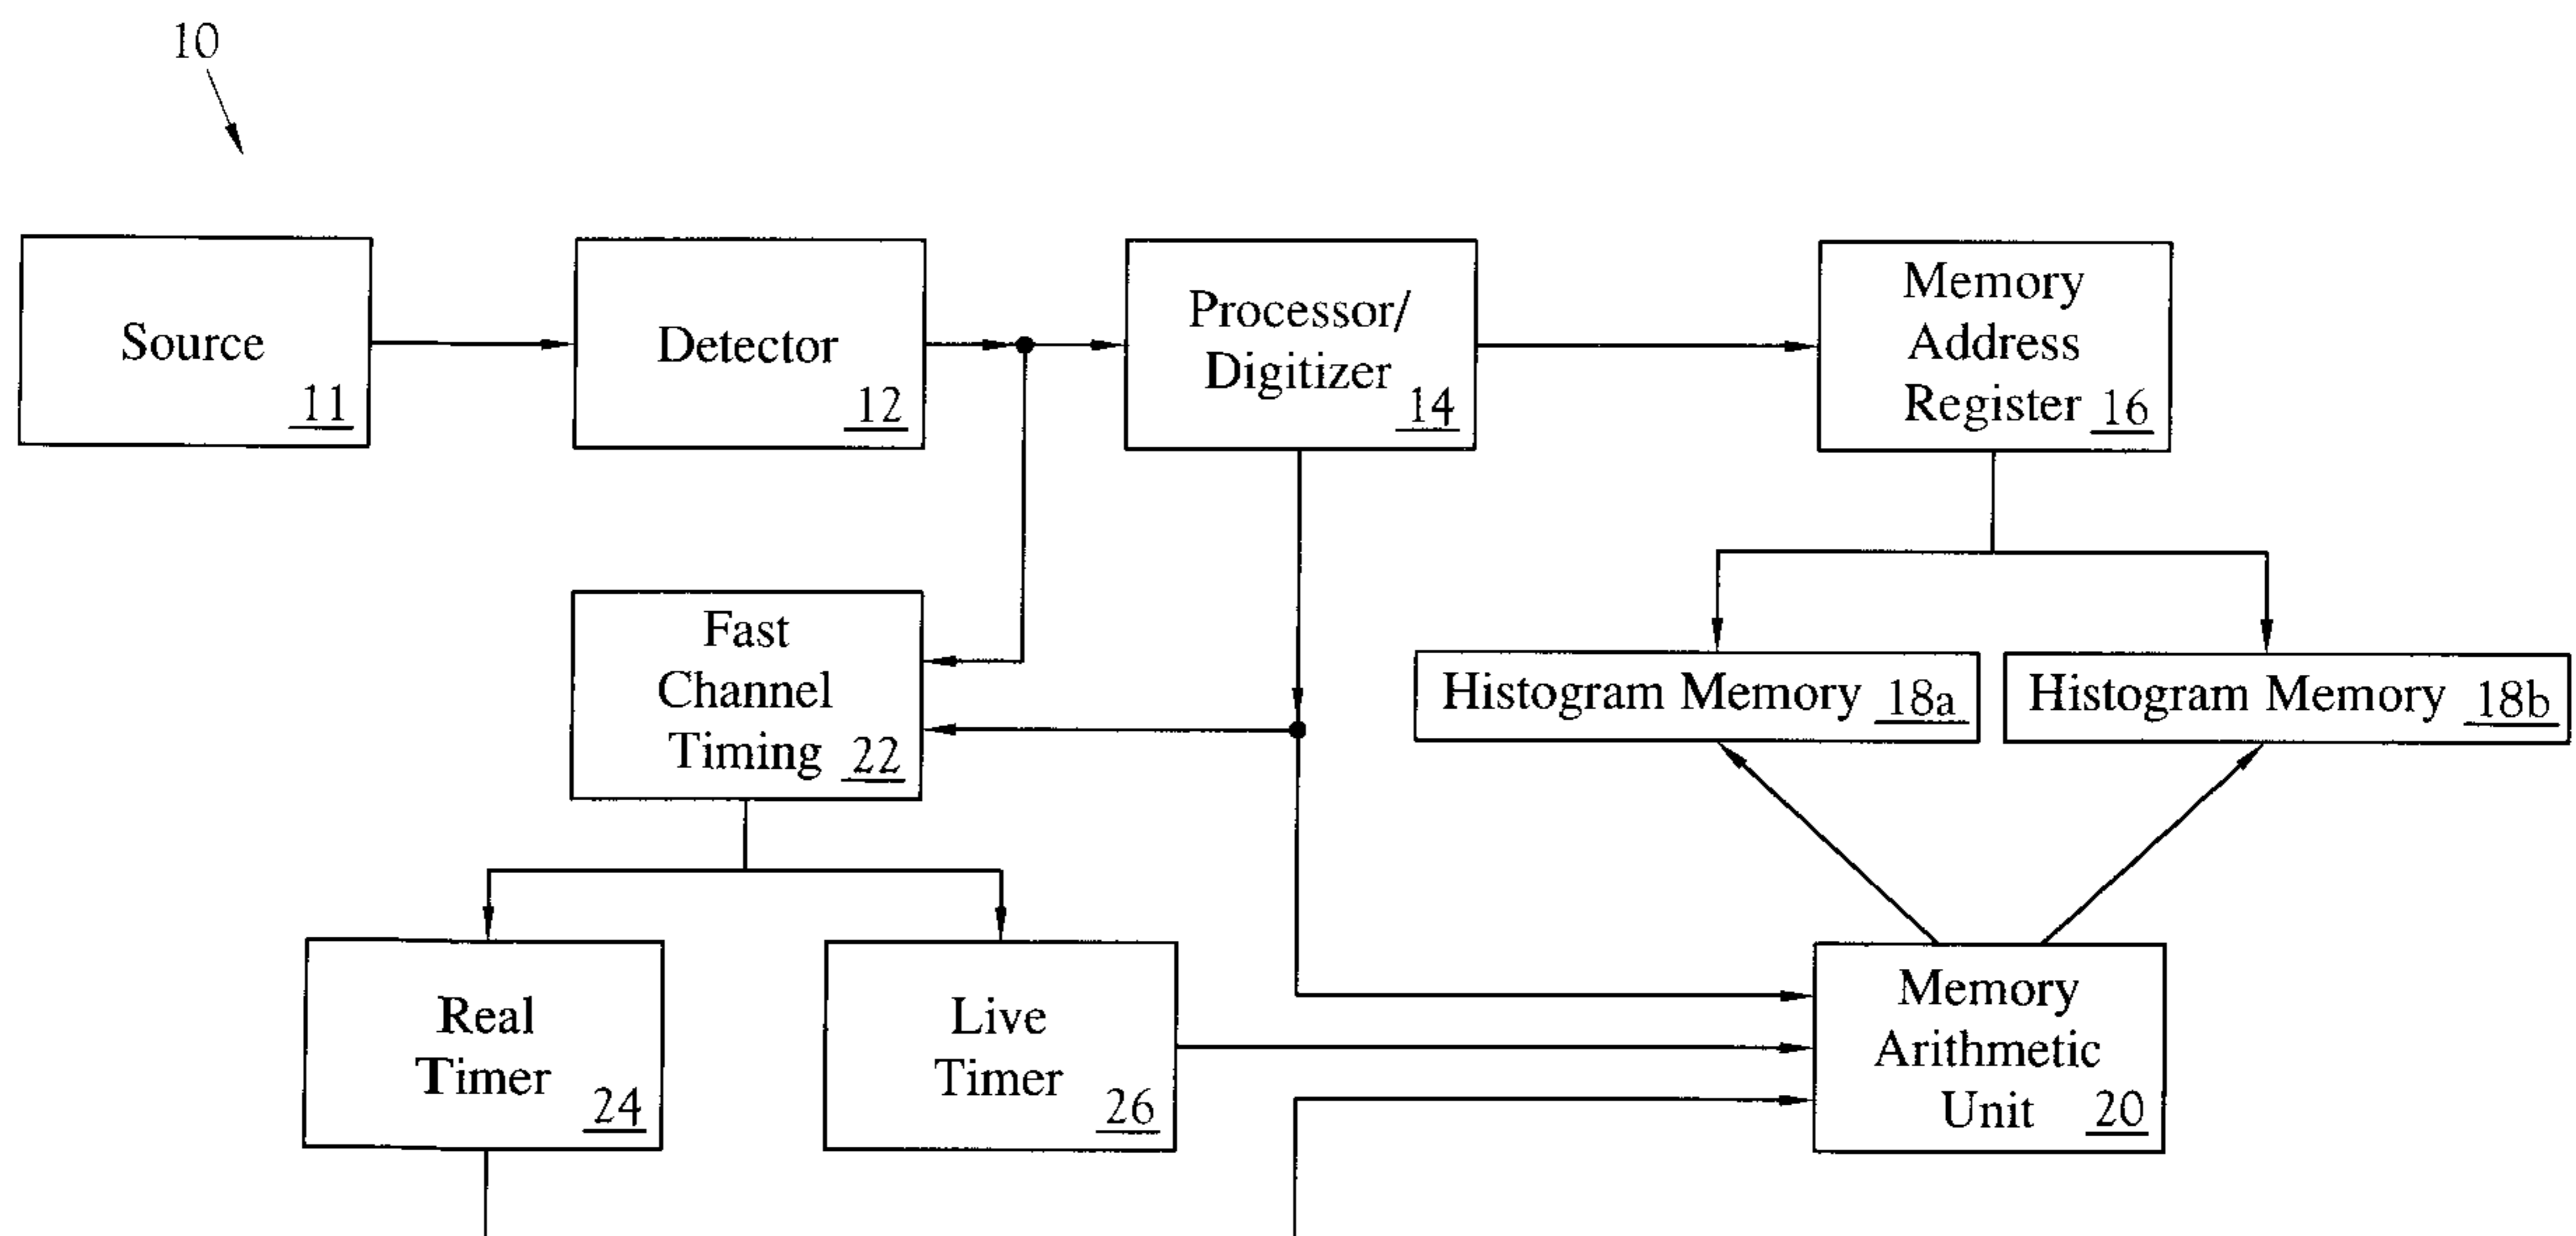 10
Source
11
Detector
12
Processor/
Digitizer
14
Memory
Address
Register 16
Fast
Channel
Timing 22
Histogram Memory 18a
Histogram Memory 18b
Real
Timer
24
Live
Timer
26
Memory
Arithmetic
Unit 20